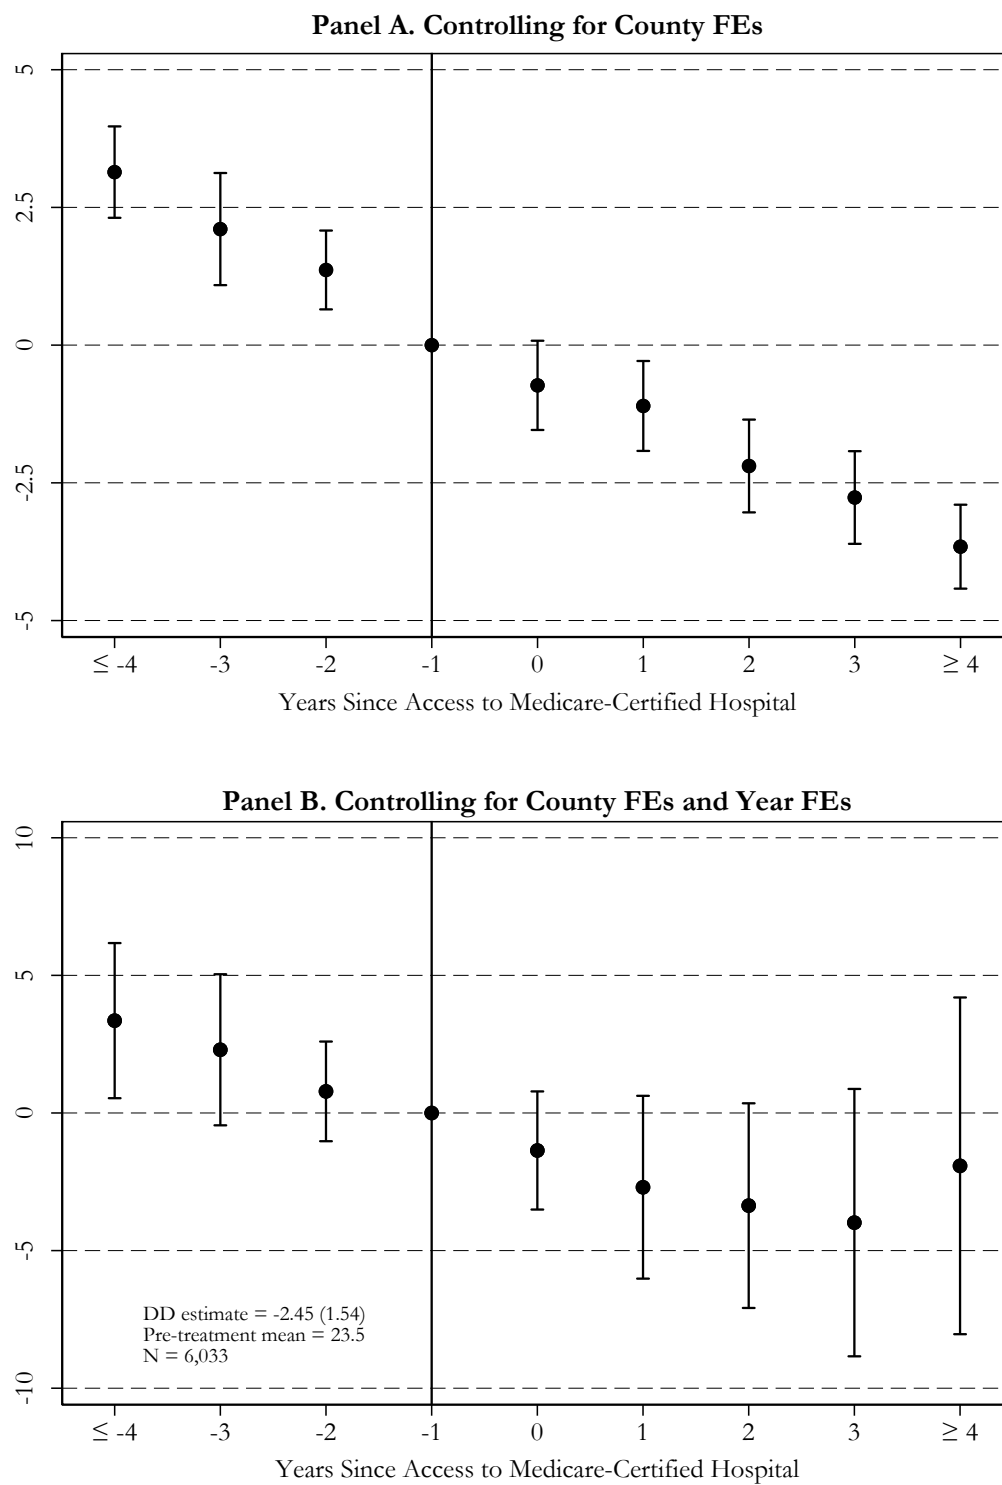 Panel A. Controlling for County FEs
5
2.5
0
-2.5
-5
≤ -4 -3 -2 -1 0 1 2 3 ≥ 4
Years Since Access to Medicare-Certified Hospital
Panel B. Controlling for County FEs and Year FEs
10
5
0
-5
-10
DD estimate = -2.45 (1.54)
Pre-treatment mean = 23.5
N = 6,033
≤ -4 -3 -2 -1 0 1 2 3 ≥ 4
Years Since Access to Medicare-Certified Hospital